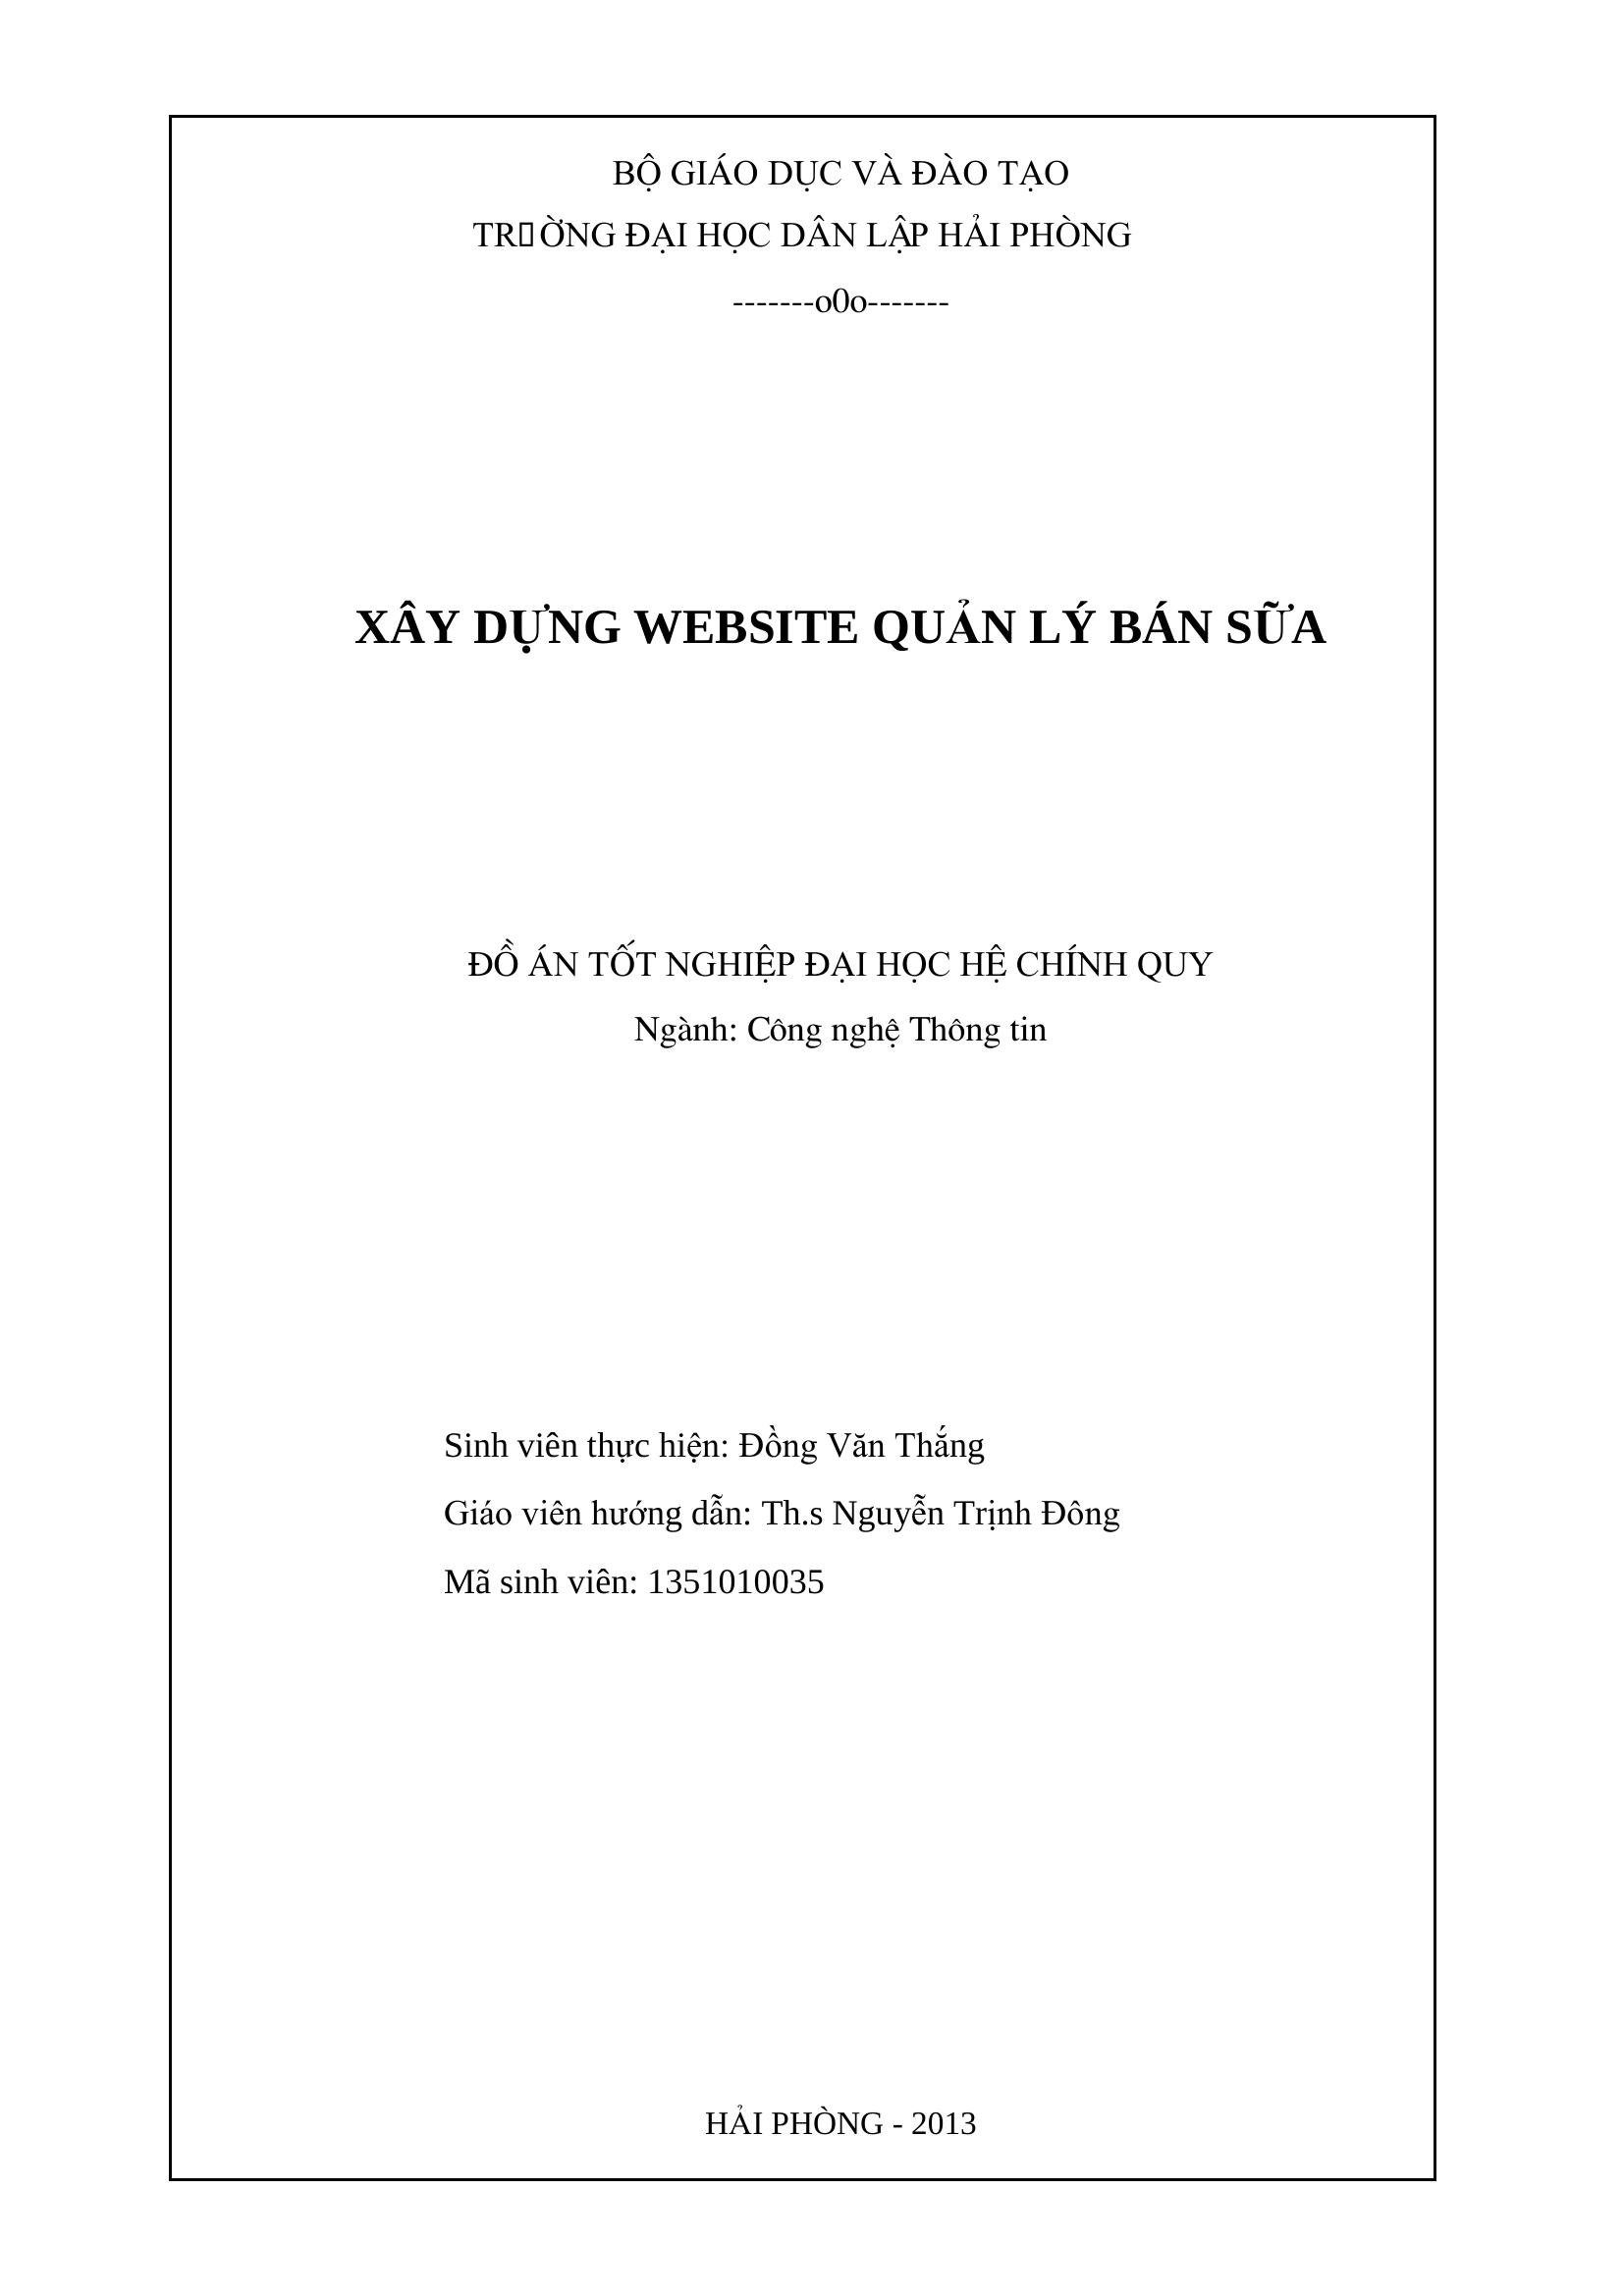 BỘ GIÁO DỤC VÀ ĐÀO TẠO
TR▯ỜNG ĐẠI HỌC DÂN LẬP HẢI PHÒNG
-------o0o-------
XÂY DỰNG WEBSITE QUẢN LÝ BÁN SỮA
ĐỒ ÁN TỐT NGHIỆP ĐẠI HỌC HỆ CHÍNH QUY
Ngành: Công nghệ Thông tin
Sinh viên thực hiện: Đồng Văn Thắng
Giáo viên hướng dẫn: Th.s Nguyễn Trịnh Đông
Mã sinh viên: 1351010035
HẢI PHÒNG - 2013